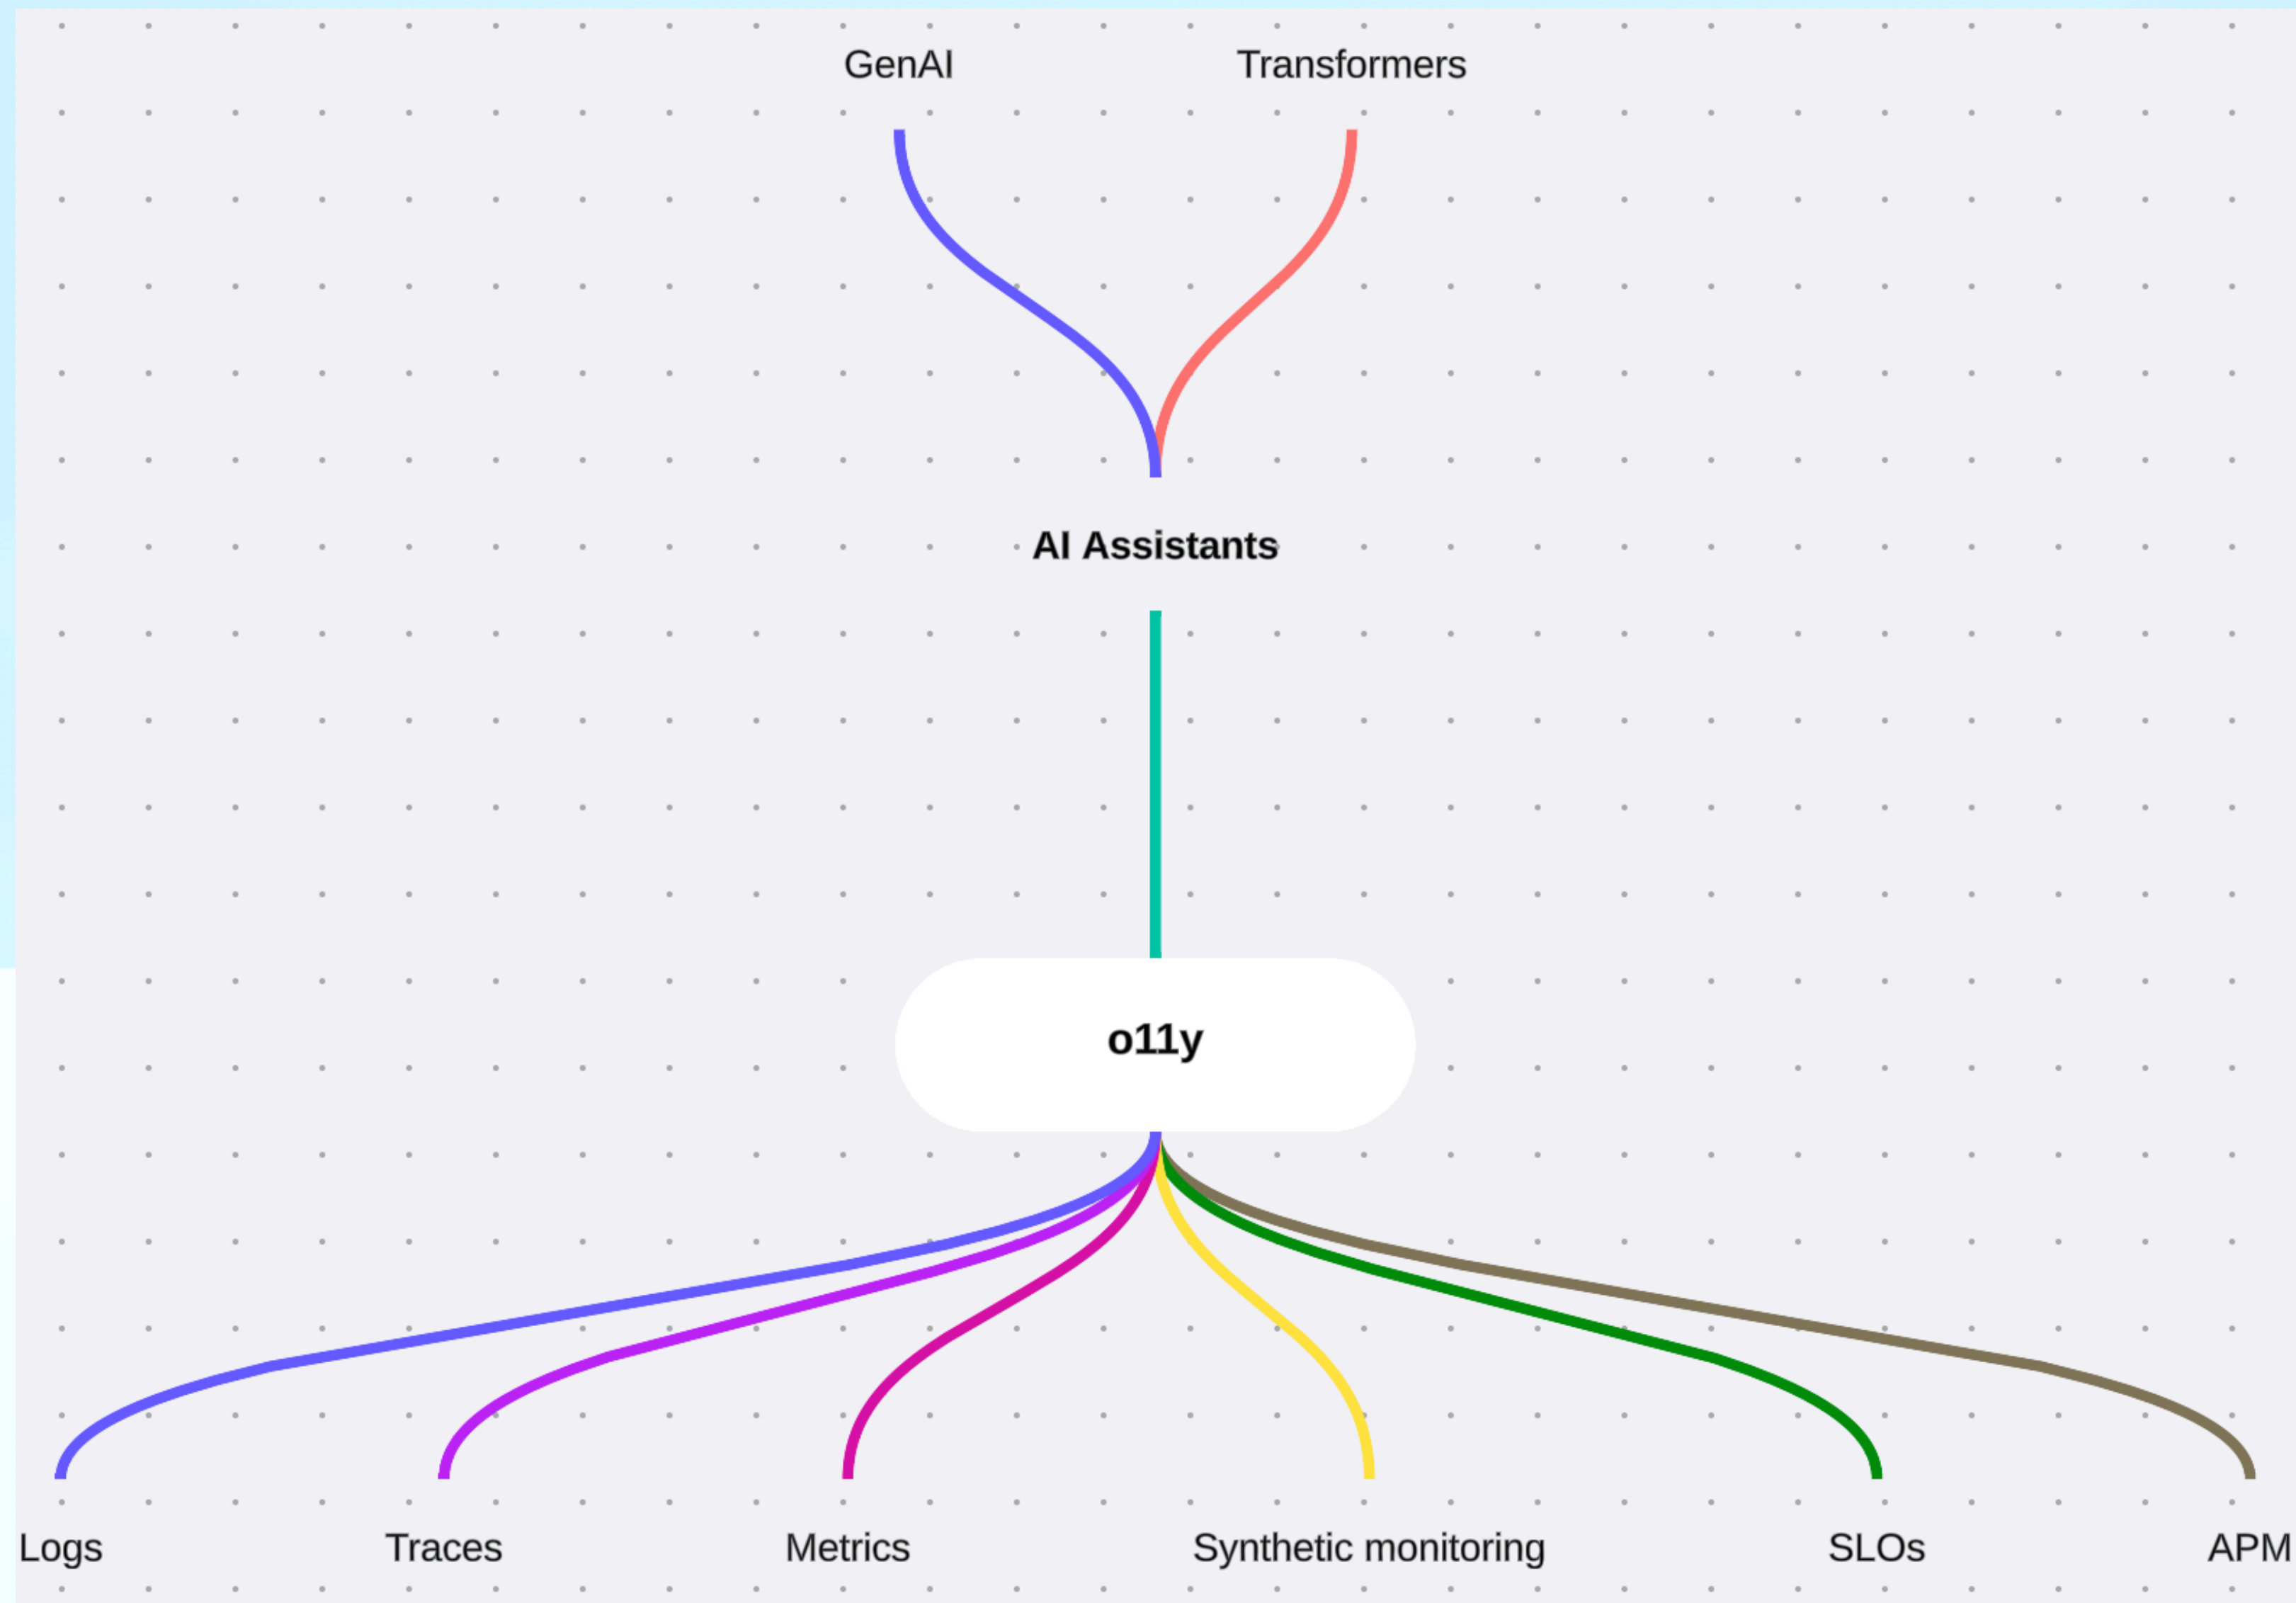 GenAI
Transformers
AI Assistants
o11y
Logs
Traces
Metrics
Synthetic monitoring
SLOs
APM